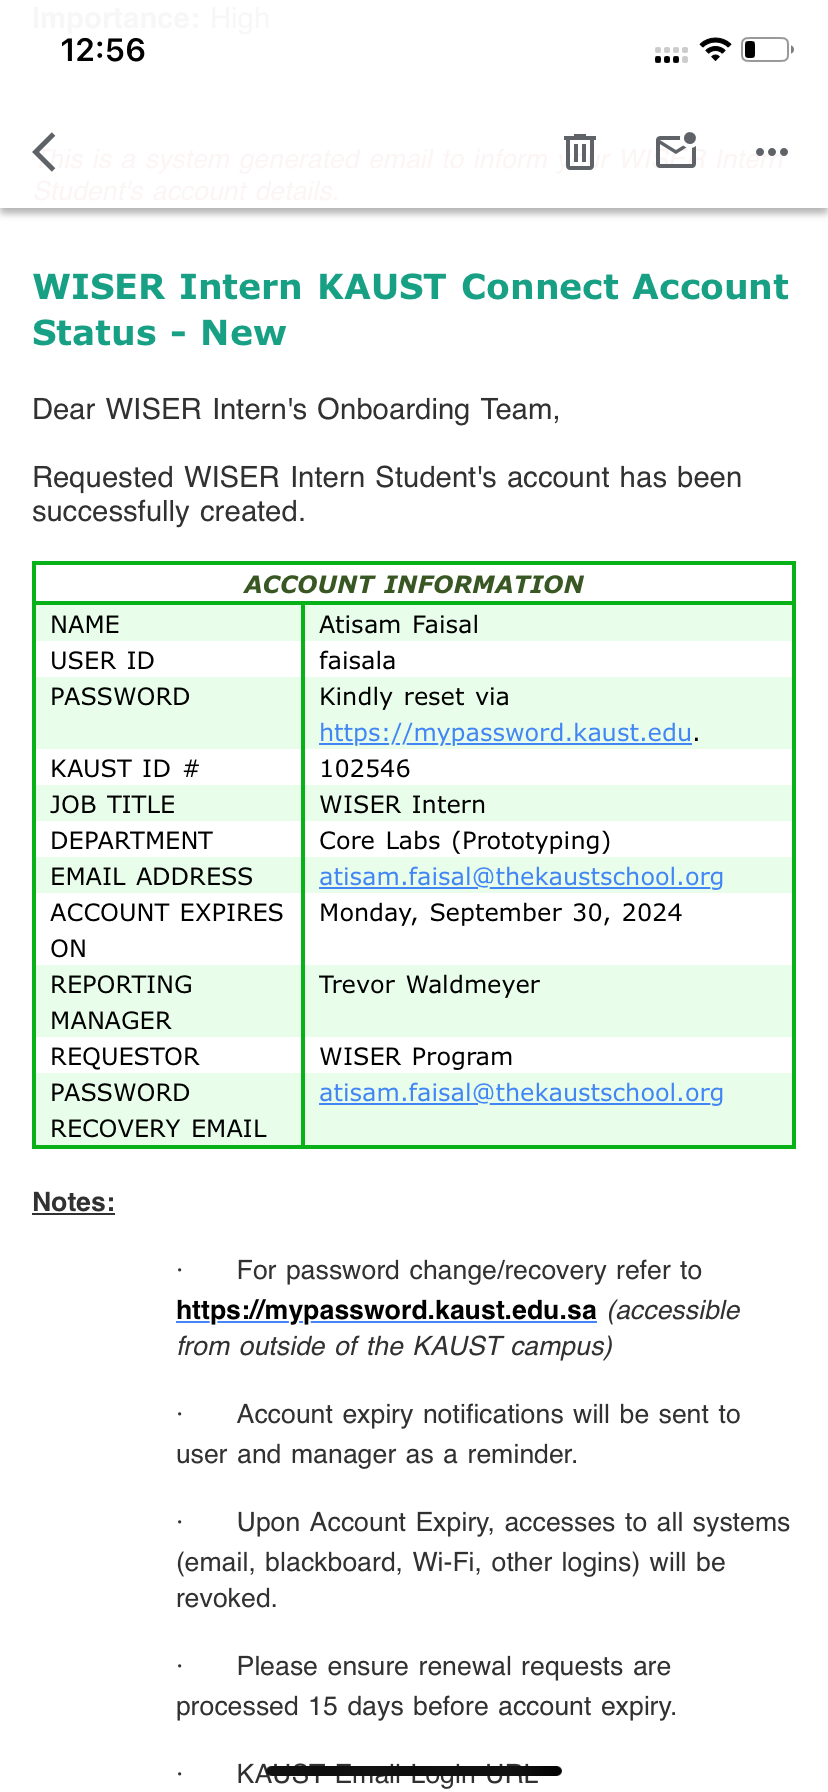 Importance: High
12:56
This is a system generated email to inform your WISER Intern
Student's account details.
WISER Intern KAUST Connect Account
Status - New
Dear WISER Intern's Onboarding Team,
Requested WISER Intern Student's account has been
successfully created.
ACCOUNT INFORMATION
NAME Atisam Faisal
USER ID faisala
PASSWORD Kindly reset via
https://mypassword.kaust.edu.
KAUST ID # 102546
JOB TITLE WISER Intern
DEPARTMENT Core Labs (Prototyping)
EMAIL ADDRESS atisam.faisal@thekaustschool.org
ACCOUNT EXPIRES Monday, September 30, 2024
ON
REPORTING Trevor Waldmeyer
MANAGER
REQUESTOR WISER Program
PASSWORD atisam.faisal@thekaustschool.org
RECOVERY EMAIL
Notes:
· For password change/recovery refer to
https://mypassword.kaust.edu.sa (accessible
from outside of the KAUST campus)
· Account expiry notifications will be sent to
user and manager as a reminder.
· Upon Account Expiry, accesses to all systems
(email, blackboard, Wi-Fi, other logins) will be
revoked.
· Please ensure renewal requests are
processed 15 days before account expiry.
· KAUST Email Login URL